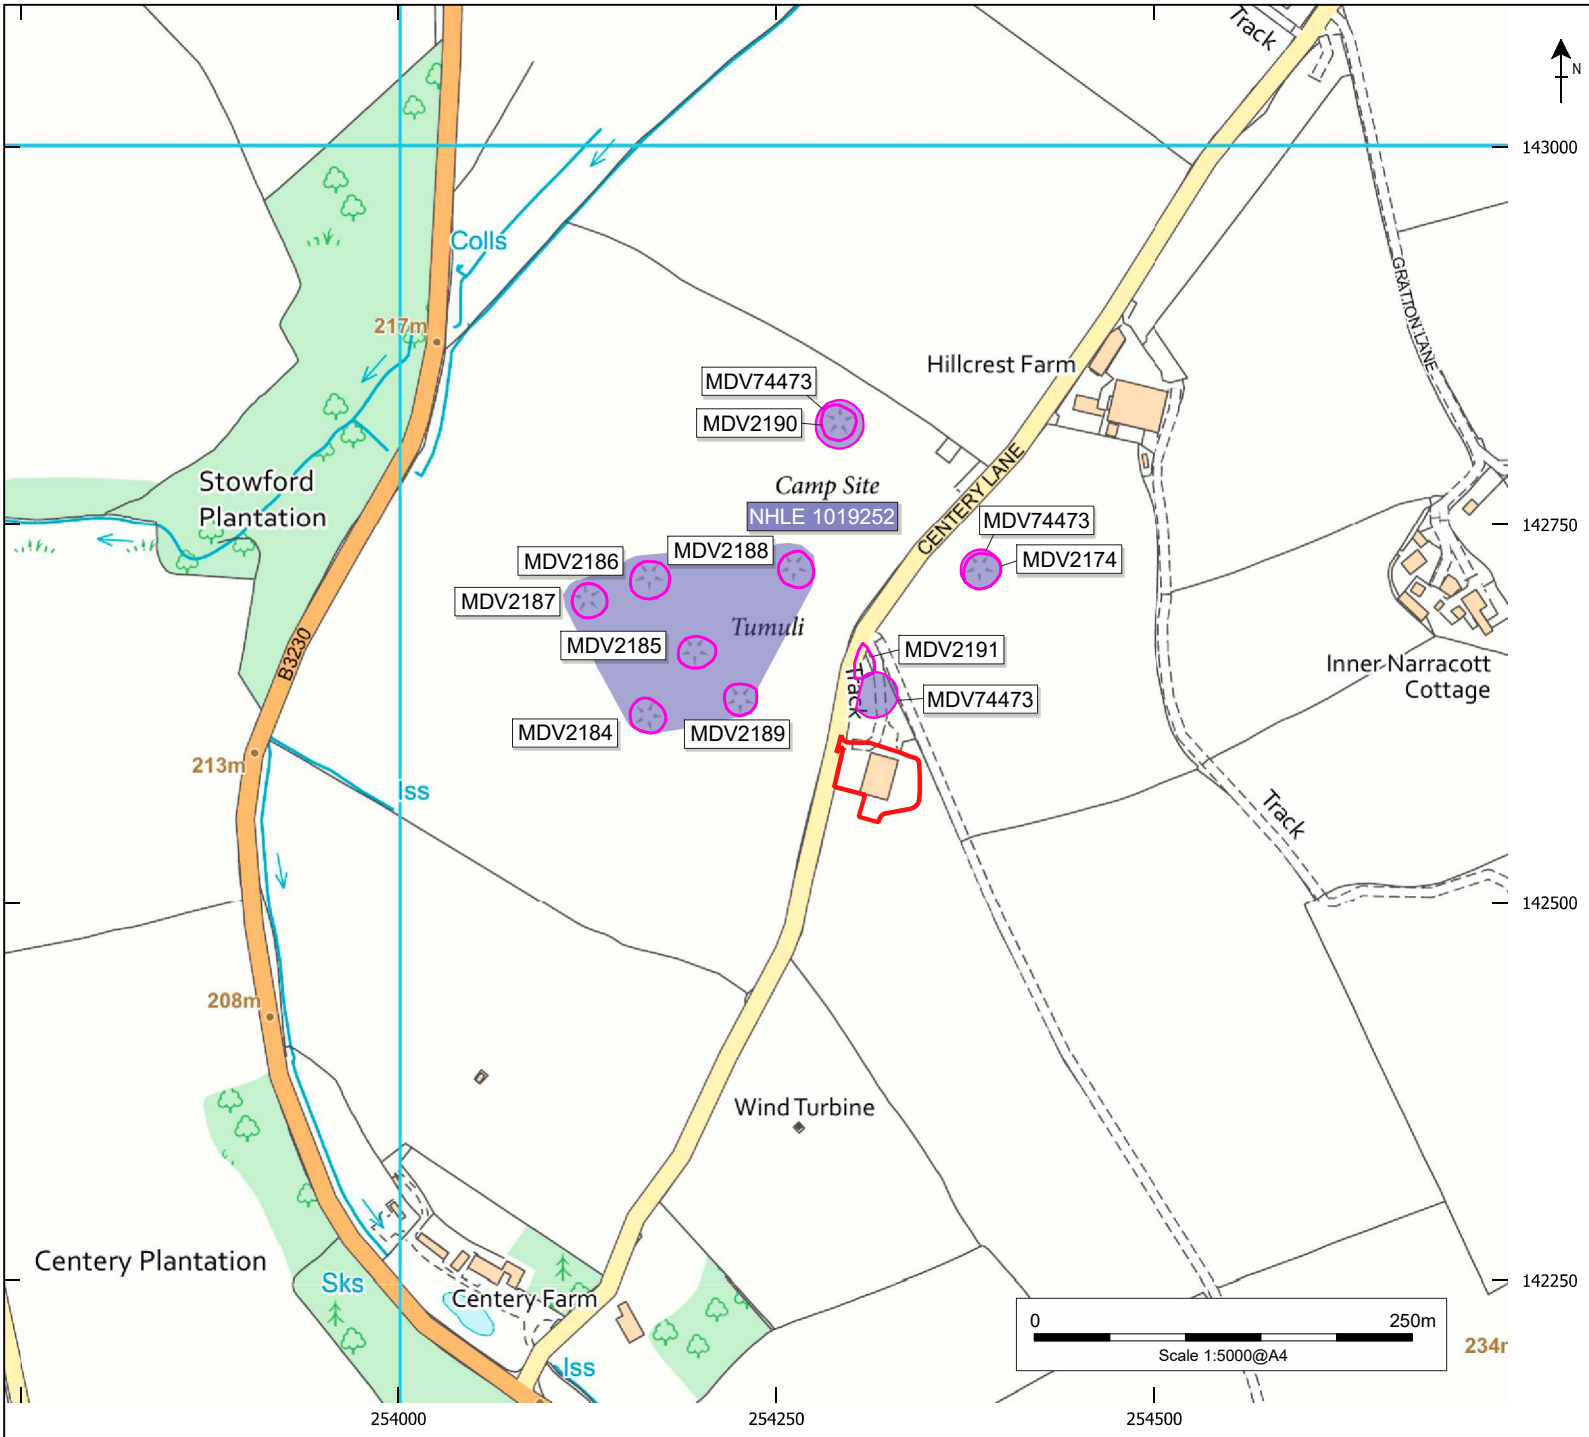 Track
N
143000
Colls
GRATTON LANE
217m
Hillcrest Farm
MDV74473
MDV2190
Camp Site
NHLE 1019252
CENTERY LANE
Stowford
Plantation
MDV74473
142750
MDV2188
MDV2186
MDV2174
MDV2187
Tumuli
MDV2185
MDV2191
B3230
Inner Narracott
Cottage
Track
MDV74473
MDV2184
MDV2189
213m
Iss
Track
142500
208m
Wind Turbine
Centery Plantation
Sks
Centery Farm
142250
0
250m
Scale 1:5000@A4
234m
Iss
254000
254250
254500